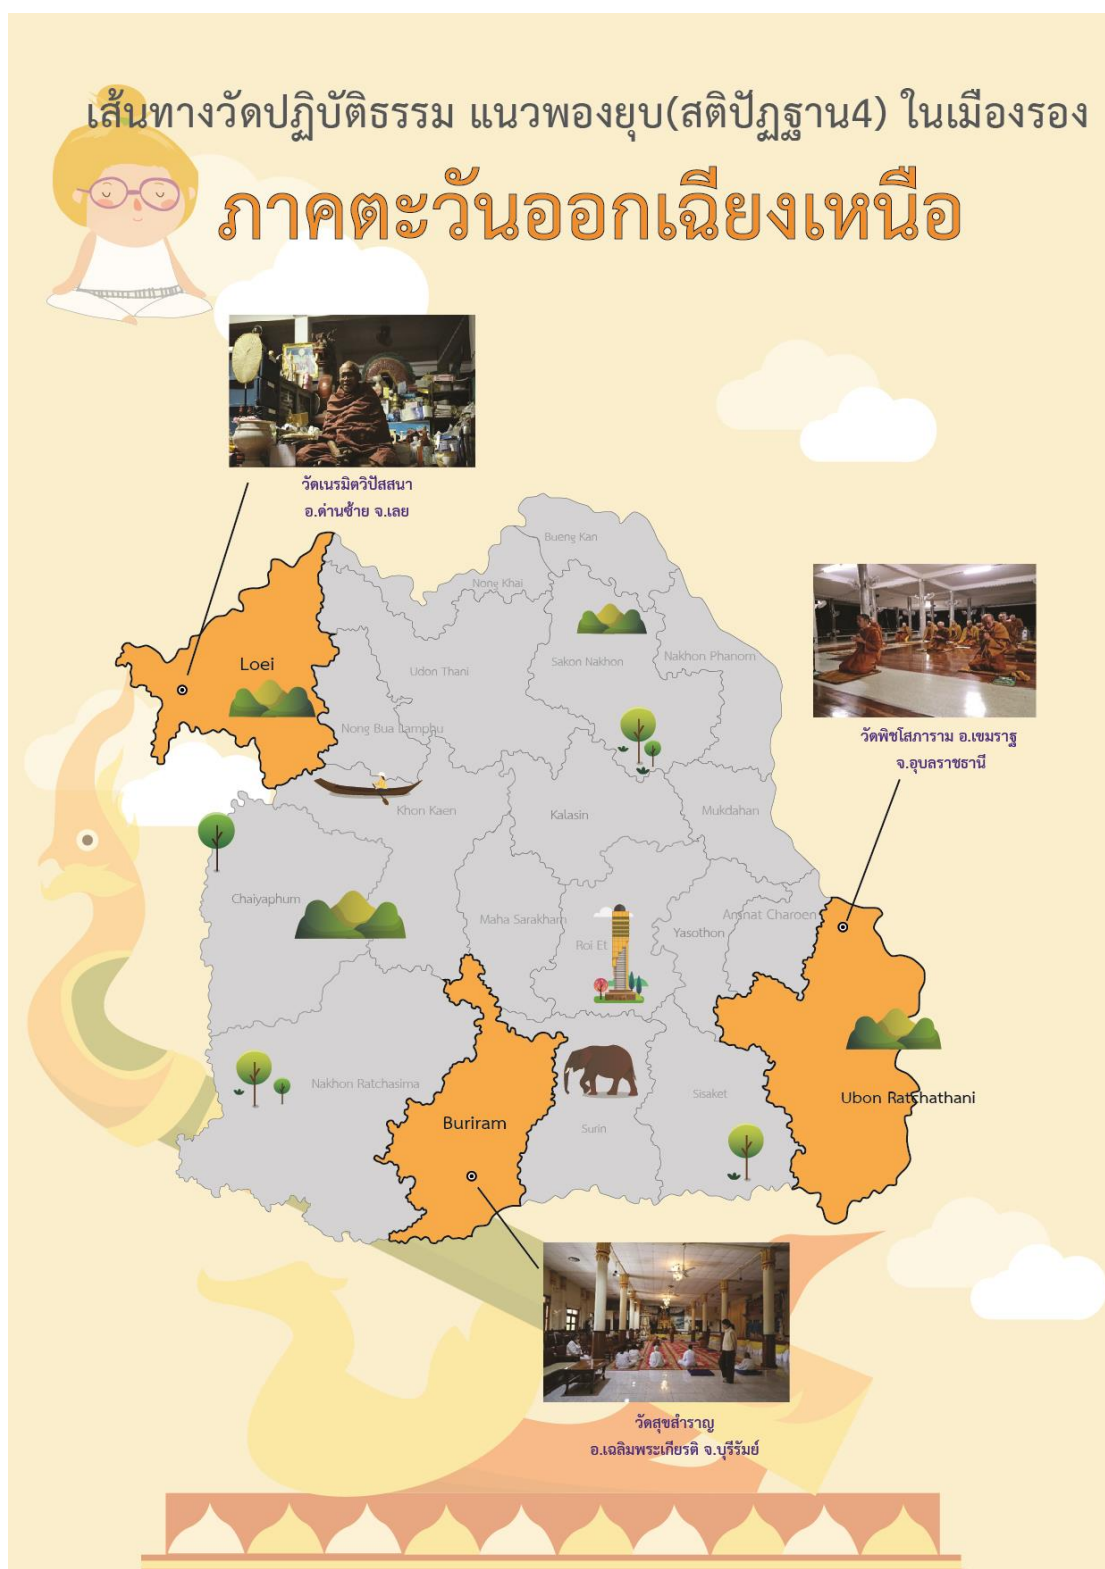 เส้นทางวัดปฏิบัติธรรม แนวพองยุบ(สติปัฏฐาน4) ในเมืองรอง
ภาคตะวันออกเฉียงเหนือ
วัดเนรมิตวิปัสสนา
อ.ด่านซ้าย จ.เลย
Bueng Kan
Nong Khai
วัดพิชโสภาราม อ.เขมราฐ
จ.อุบลราชธานี
Loei
Udon Thani
Sakon Nakhon
Nakhon Phanom
Nong Bua Lamphu
Khon Kaen
Kalasin
Mukdahan
Chaiyaphum
Maha Sarakham
Roi Et
Yasothon
Amnat Charoen
Nakhon Ratchasima
Buriram
Surin
Sisaket
Ubon Ratchathani
วัดสุขสำราญ
อ.เฉลิมพระเกียรติ จ.บุรีรัมย์